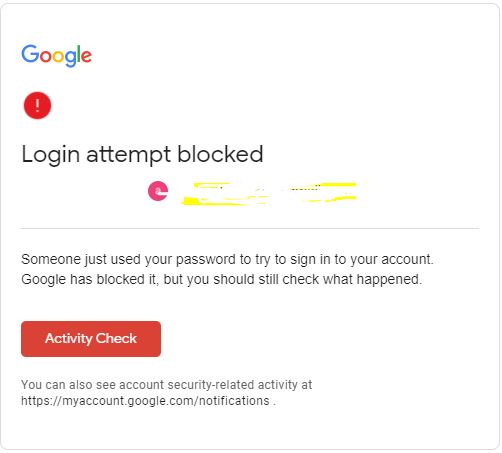 Google
Login attempt blocked
Someone just used your password to try to sign in to your account.
Google has blocked it, but you should still check what happened.
Activity Check
You can also see account security-related activity at
https://myaccount.google.com/notifications .